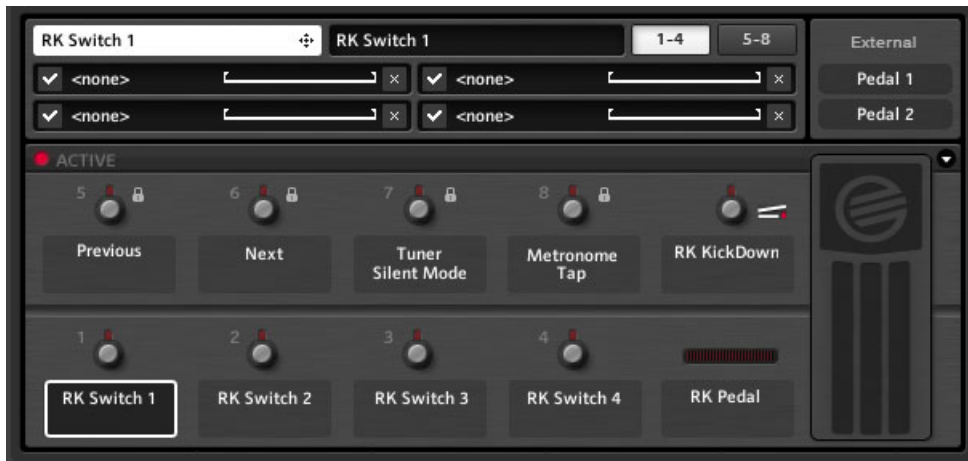 RK Switch 1 RK Switch 1 1-4 5-8 External
<none> <none> Pedal 1
<none> <none> Pedal 2
ACTIVE
5 6 7 8
Previous Next Tuner Silent Mode Metronome Tap RK KickDown
1 2 3 4
RK Switch 1 RK Switch 2 RK Switch 3 RK Switch 4 RK Pedal